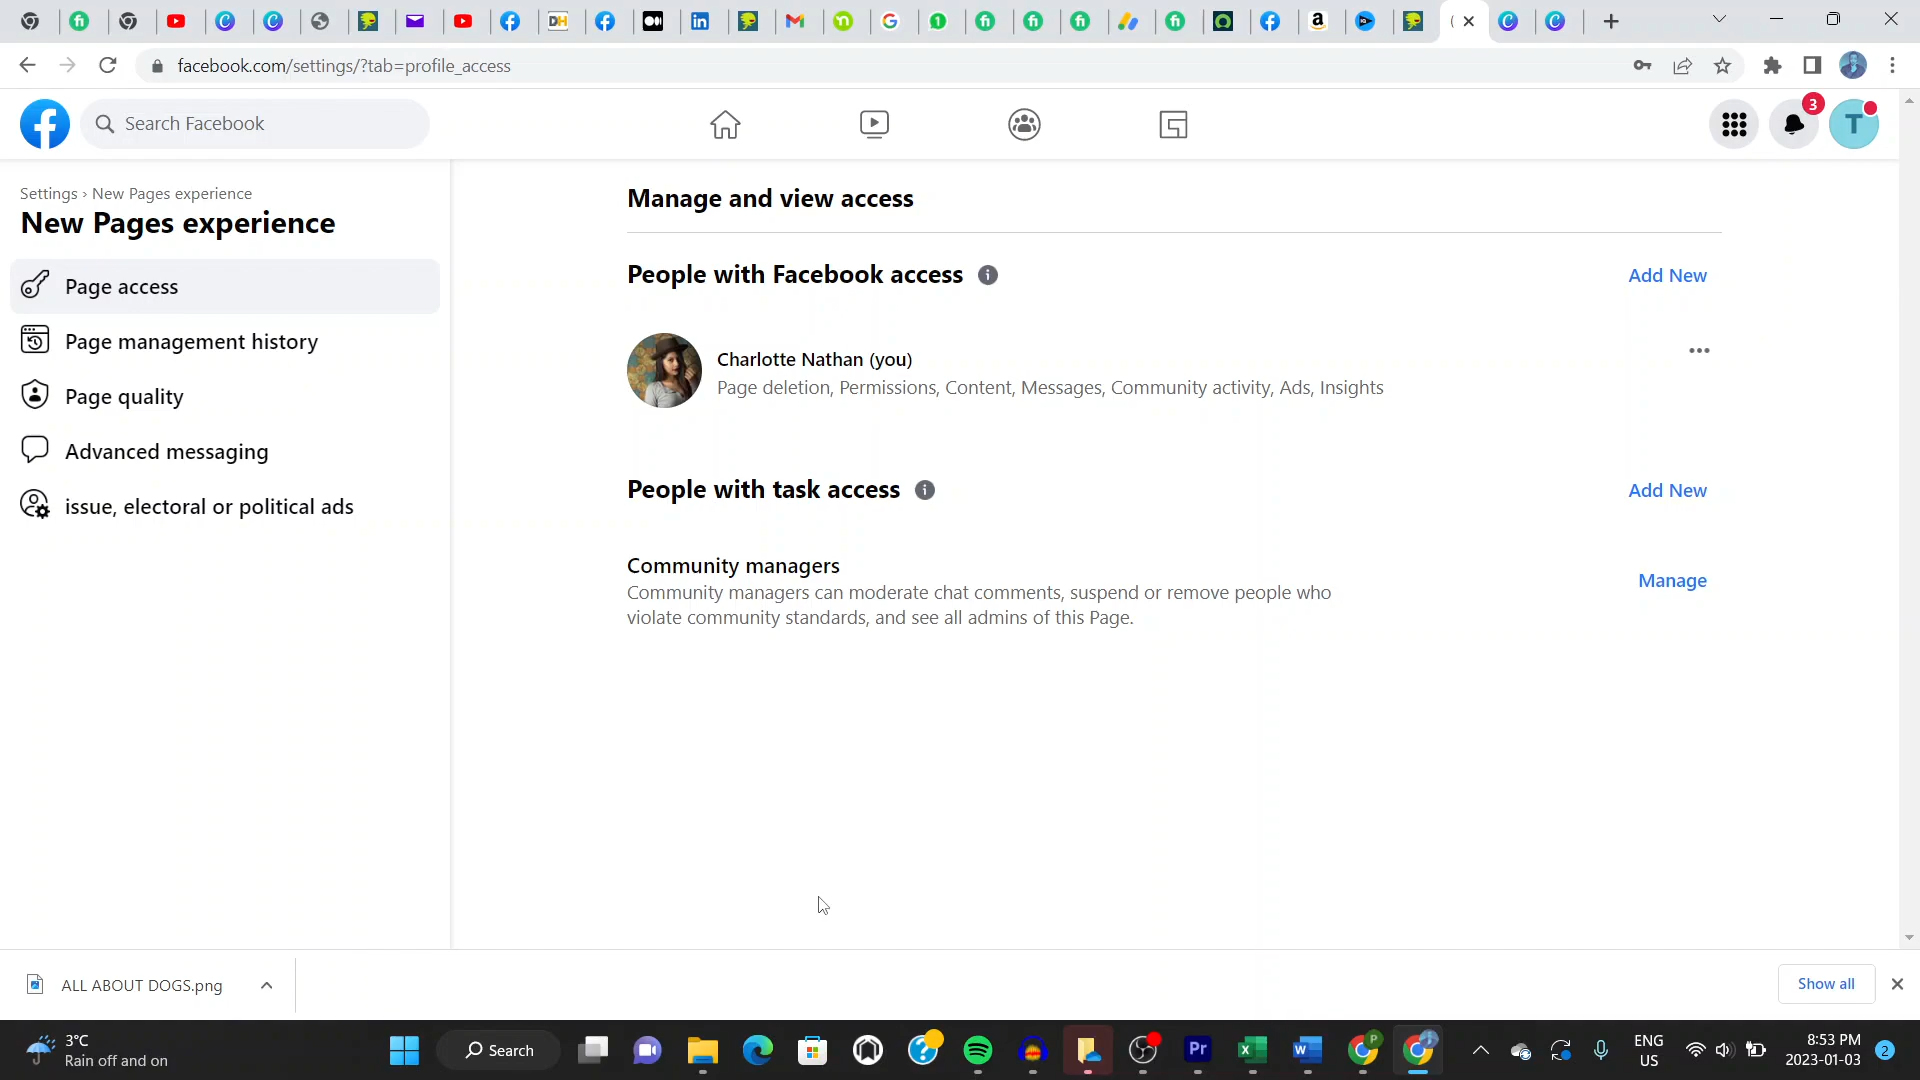 facebook.com/settings/?tab=profile_access
Search Facebook
3
T
Settings › New Pages experience
New Pages experience
Page access
Page management history
Page quality
Advanced messaging
issue, electoral or political ads
Manage and view access
People with Facebook access
Add New
Charlotte Nathan (you)
Page deletion, Permissions, Content, Messages, Community activity, Ads, Insights
People with task access
Add New
Community managers
Community managers can moderate chat comments, suspend or remove people who
violate community standards, and see all admins of this Page.
Manage
ALL ABOUT DOGS.png
Show all
3°C
Rain off and on
Search
ENG
US
8:53 PM
2023-01-03
2